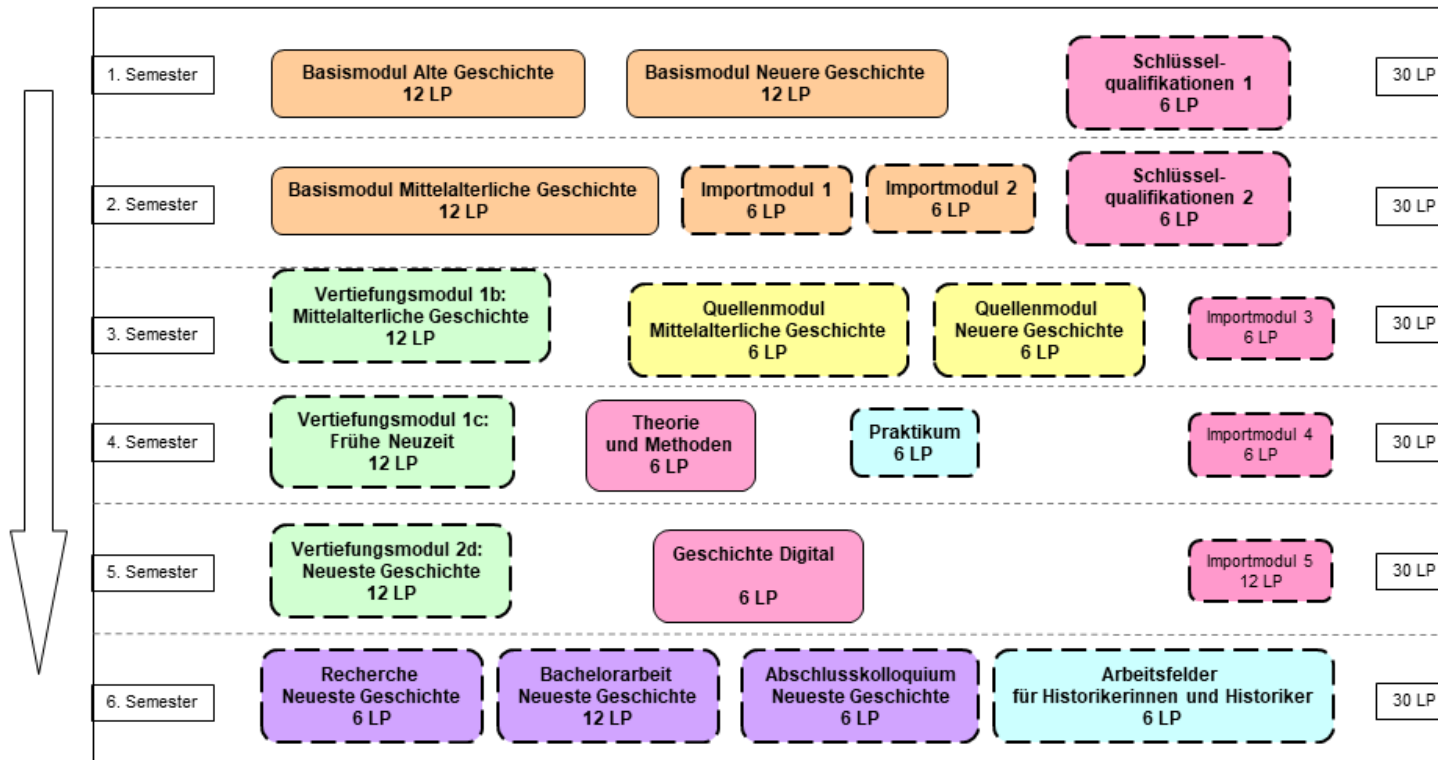 1. Semester
Basismodul Alte Geschichte
12 LP
Basismodul Neuere Geschichte
12 LP
Schlüssel-
qualifikationen 1
6 LP
30 LP
2. Semester
Basismodul Mittelalterliche Geschichte
12 LP
Importmodul 1
6 LP
Importmodul 2
6 LP
Schlüssel-
qualifikationen 2
6 LP
30 LP
3. Semester
Vertiefungsmodul 1b:
Mittelalterliche Geschichte
12 LP
Quellenmodul
Mittelalterliche Geschichte
6 LP
Quellenmodul
Neuere Geschichte
6 LP
Importmodul 3
6 LP
30 LP
4. Semester
Vertiefungsmodul 1c:
Frühe Neuzeit
12 LP
Theorie
und Methoden
6 LP
Praktikum
6 LP
Importmodul 4
6 LP
30 LP
5. Semester
Vertiefungsmodul 2d:
Neueste Geschichte
12 LP
Geschichte Digital
6 LP
Importmodul 5
12 LP
30 LP
6. Semester
Recherche
Neueste Geschichte
6 LP
Bachelorarbeit
Neueste Geschichte
12 LP
Abschlusskolloquium
Neueste Geschichte
6 LP
Arbeitsfelder
für Historikerinnen und Historiker
6 LP
30 LP